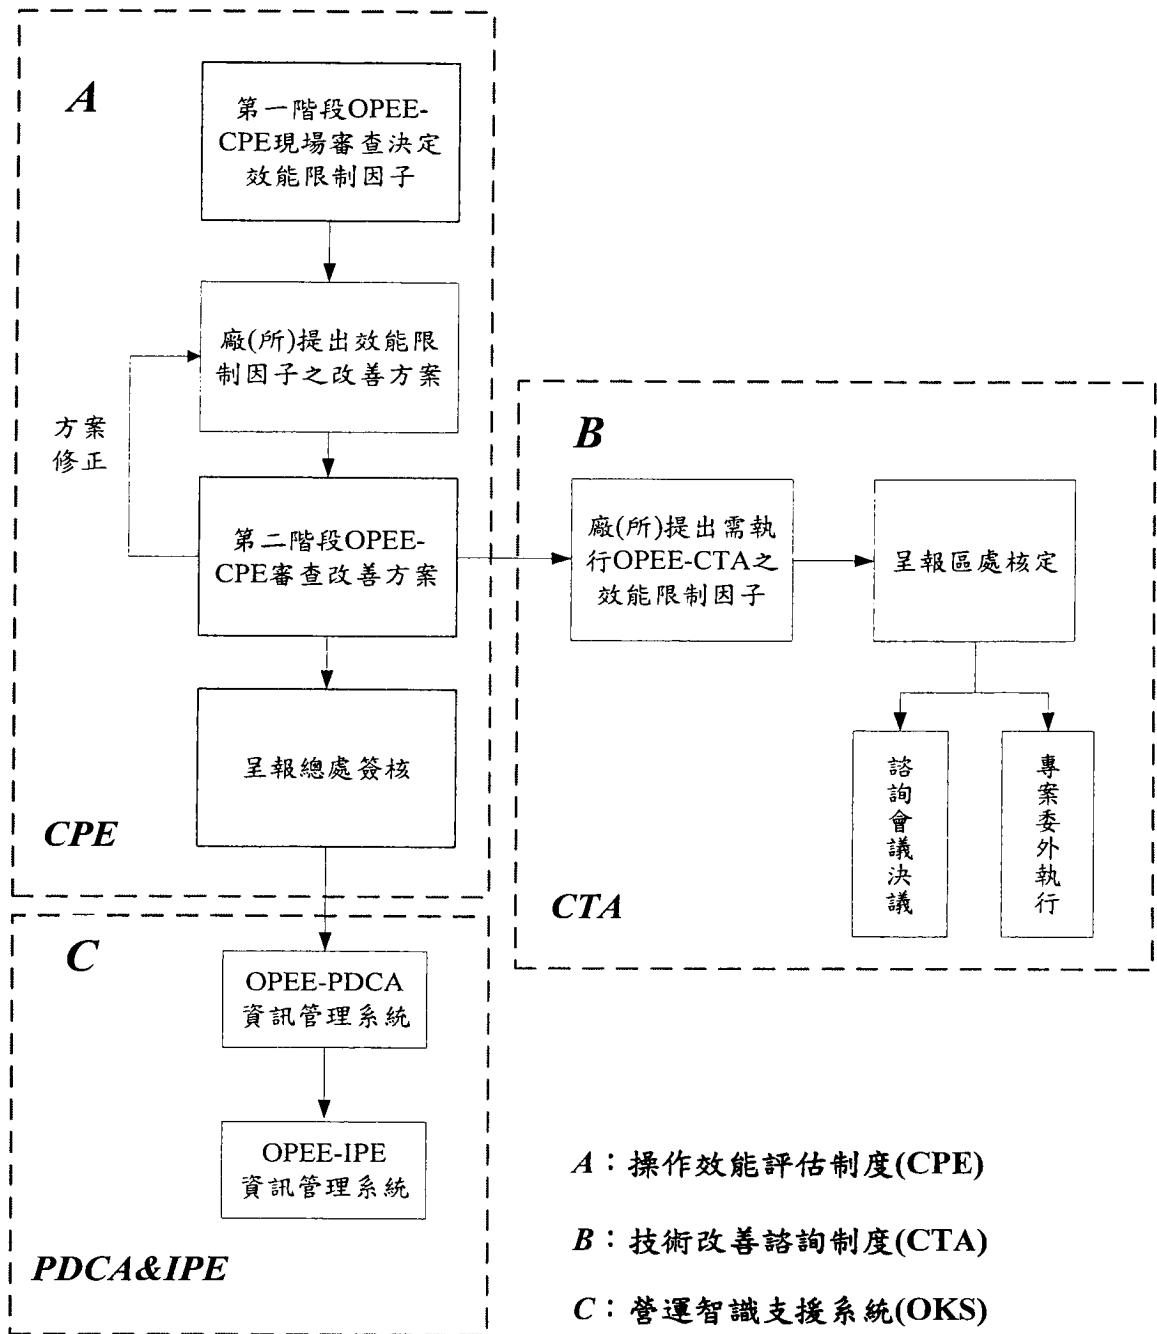 A
第一階段OPEE-
CPE現場審查決定
效能限制因子
廠(所)提出效能限
制因子之改善方案
方案
修正
第二階段OPEE-
CPE審查改善方案
呈報總處簽核
CPE
B
廠(所)提出需執
行OPEE-CTA之
效能限制因子
呈報區處核定
諮詢會議決議
專案委外執行
CTA
C
OPEE-PDCA
資訊管理系統
OPEE-IPE
資訊管理系統
PDCA&IPE
A：操作效能評估制度(CPE)
B：技術改善諮詢制度(CTA)
C：營運智識支援系統(OKS)